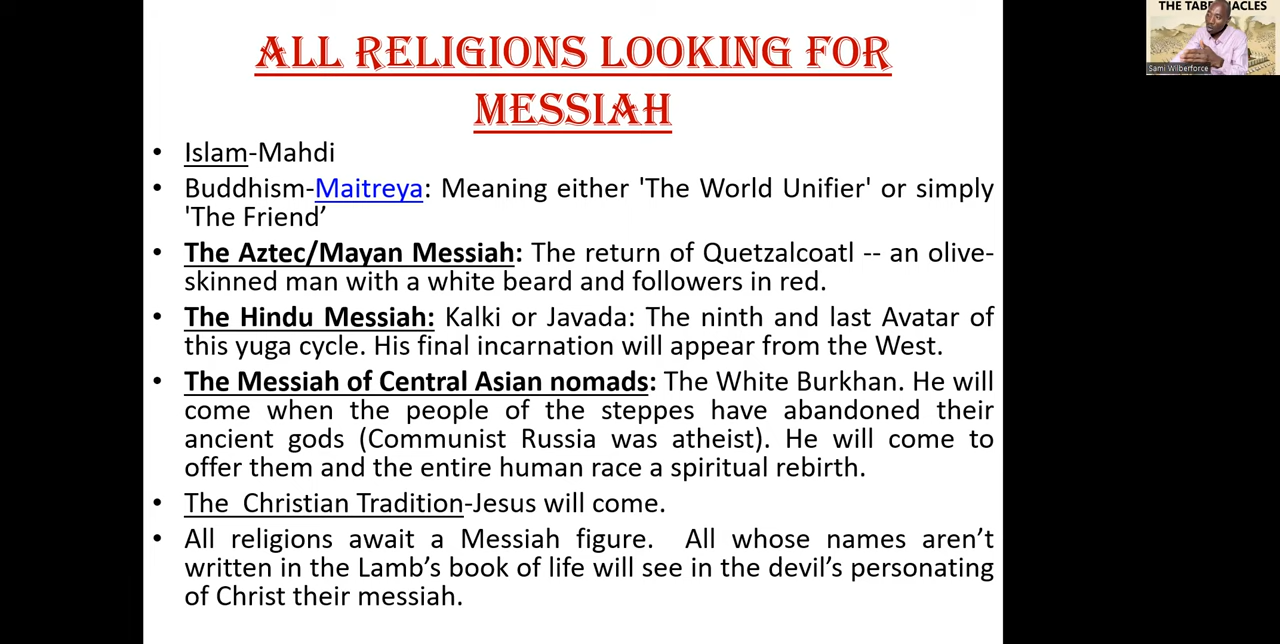 ALL RELIGIONS LOOKING FOR
MESSIAH
• Islam-Mahdi
• Buddhism-Maitreya: Meaning either 'The World Unifier' or simply
'The Friend’
• The Aztec/Mayan Messiah: The return of Quetzalcoatl -- an olive-
skinned man with a white beard and followers in red.
• The Hindu Messiah: Kalki or Javada: The ninth and last Avatar of
this yuga cycle. His final incarnation will appear from the West.
• The Messiah of Central Asian nomads: The White Burkhan. He will
come when the people of the steppes have abandoned their
ancient gods (Communist Russia was atheist). He will come to
offer them and the entire human race a spiritual rebirth.
• The Christian Tradition-Jesus will come.
• All religions await a Messiah figure. All whose names aren’t
written in the Lamb’s book of life will see in the devil’s personating
of Christ their messiah.
THE TABERNACLES
Sami Wilberforce